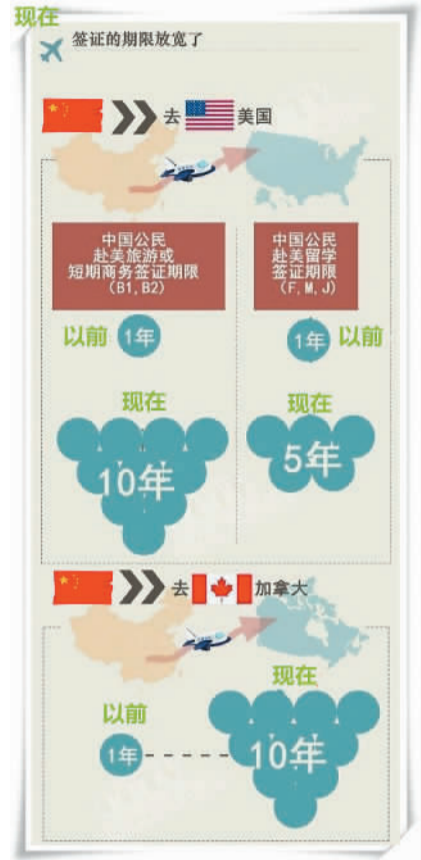 现在
签证的期限放宽了
去 美国
中国公民
赴美旅游或
短期商务签证期限
(B1, B2)
中国公民
赴美留学
签证期限
(F, M, J)
以前 1年
1年 以前
现在
10年
现在
5年
去 加拿大
以前
1年
现在
10年